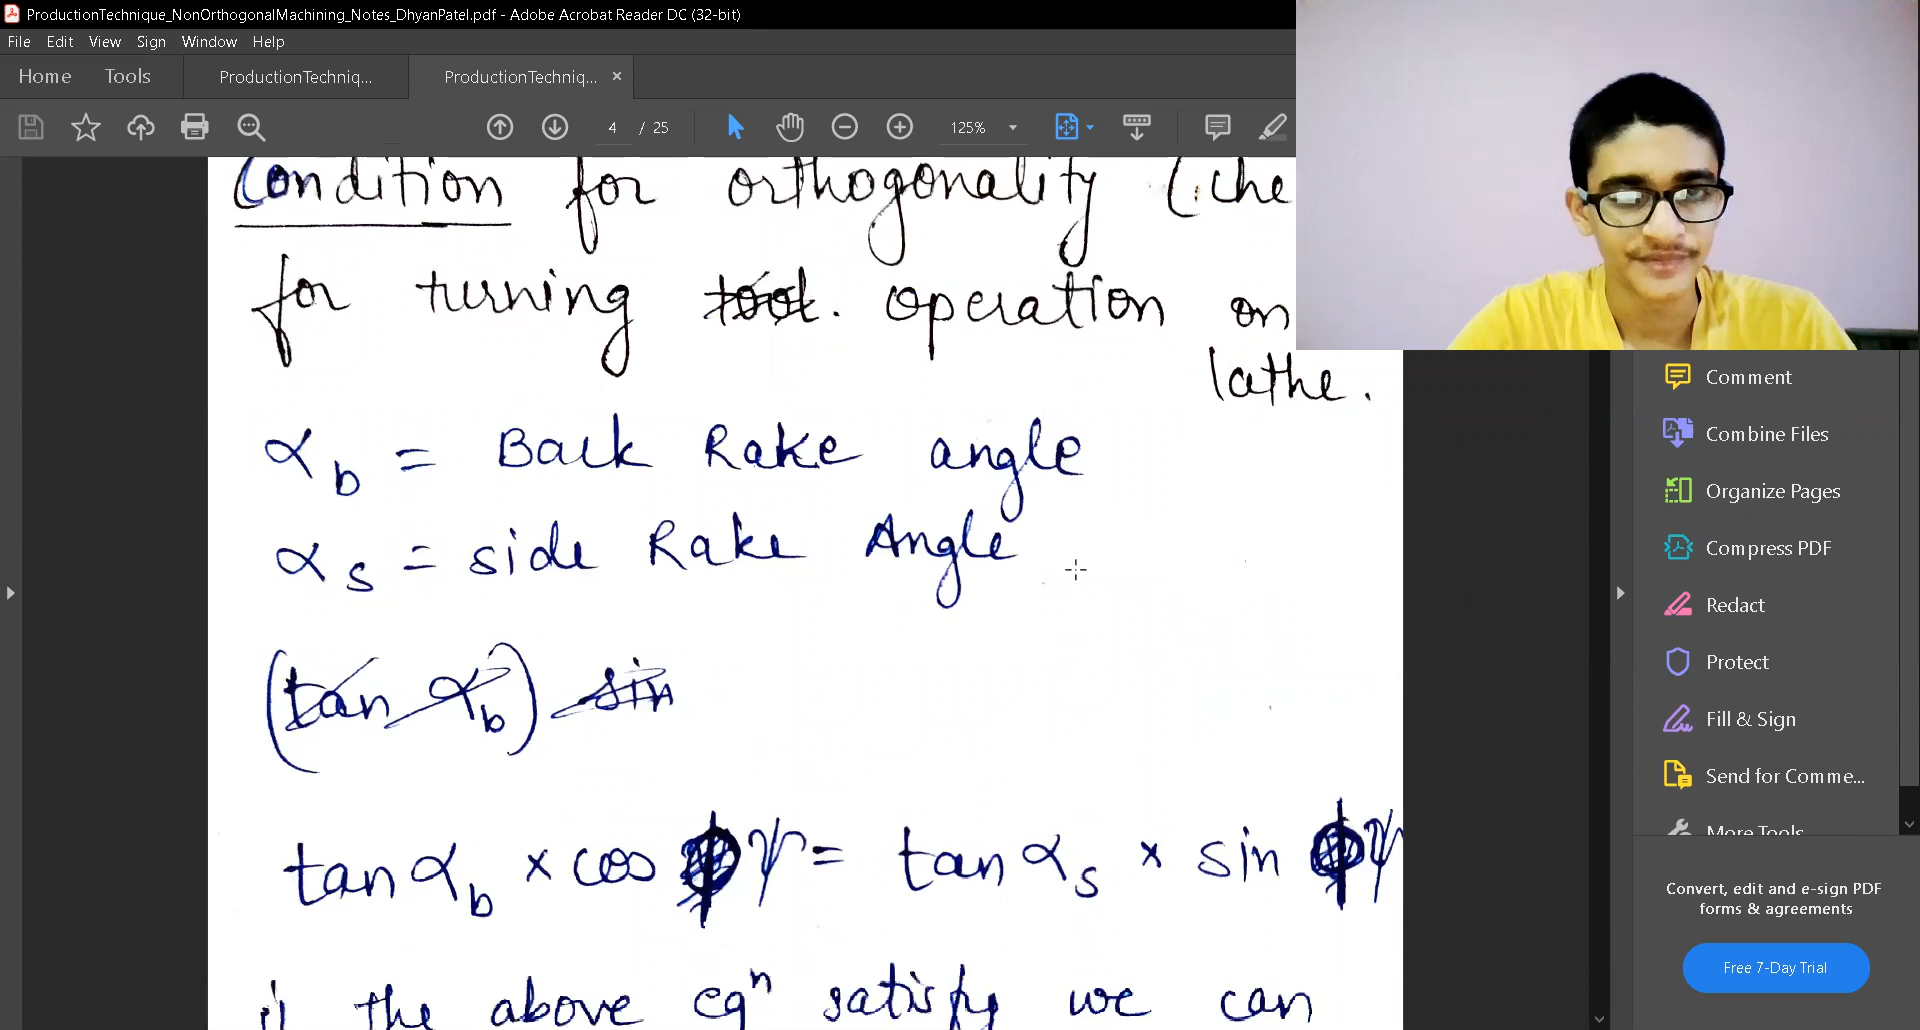 ProductionTechnique_NonOrthogonalMachining_Notes_DhyanPatel.pdf - Adobe Acrobat Reader DC (32-bit)
File Edit View Sign Window Help
Home Tools ProductionTechniq... ProductionTechniq... ×
4 / 25 125%
Condition for orthogonality (:che
for turning tool. operation on
lathe.
αb = Back Rake angle
αs = side Rake Angle
(tan αb) sin
tan αb × cos ψ = tan αs × sin ψ
if the above eqn satisfy we can
Comment
Combine Files
Organize Pages
Compress PDF
Redact
Protect
Fill & Sign
Send for Comme...
More Tools
Convert, edit and e-sign PDF
forms & agreements
Free 7-Day Trial